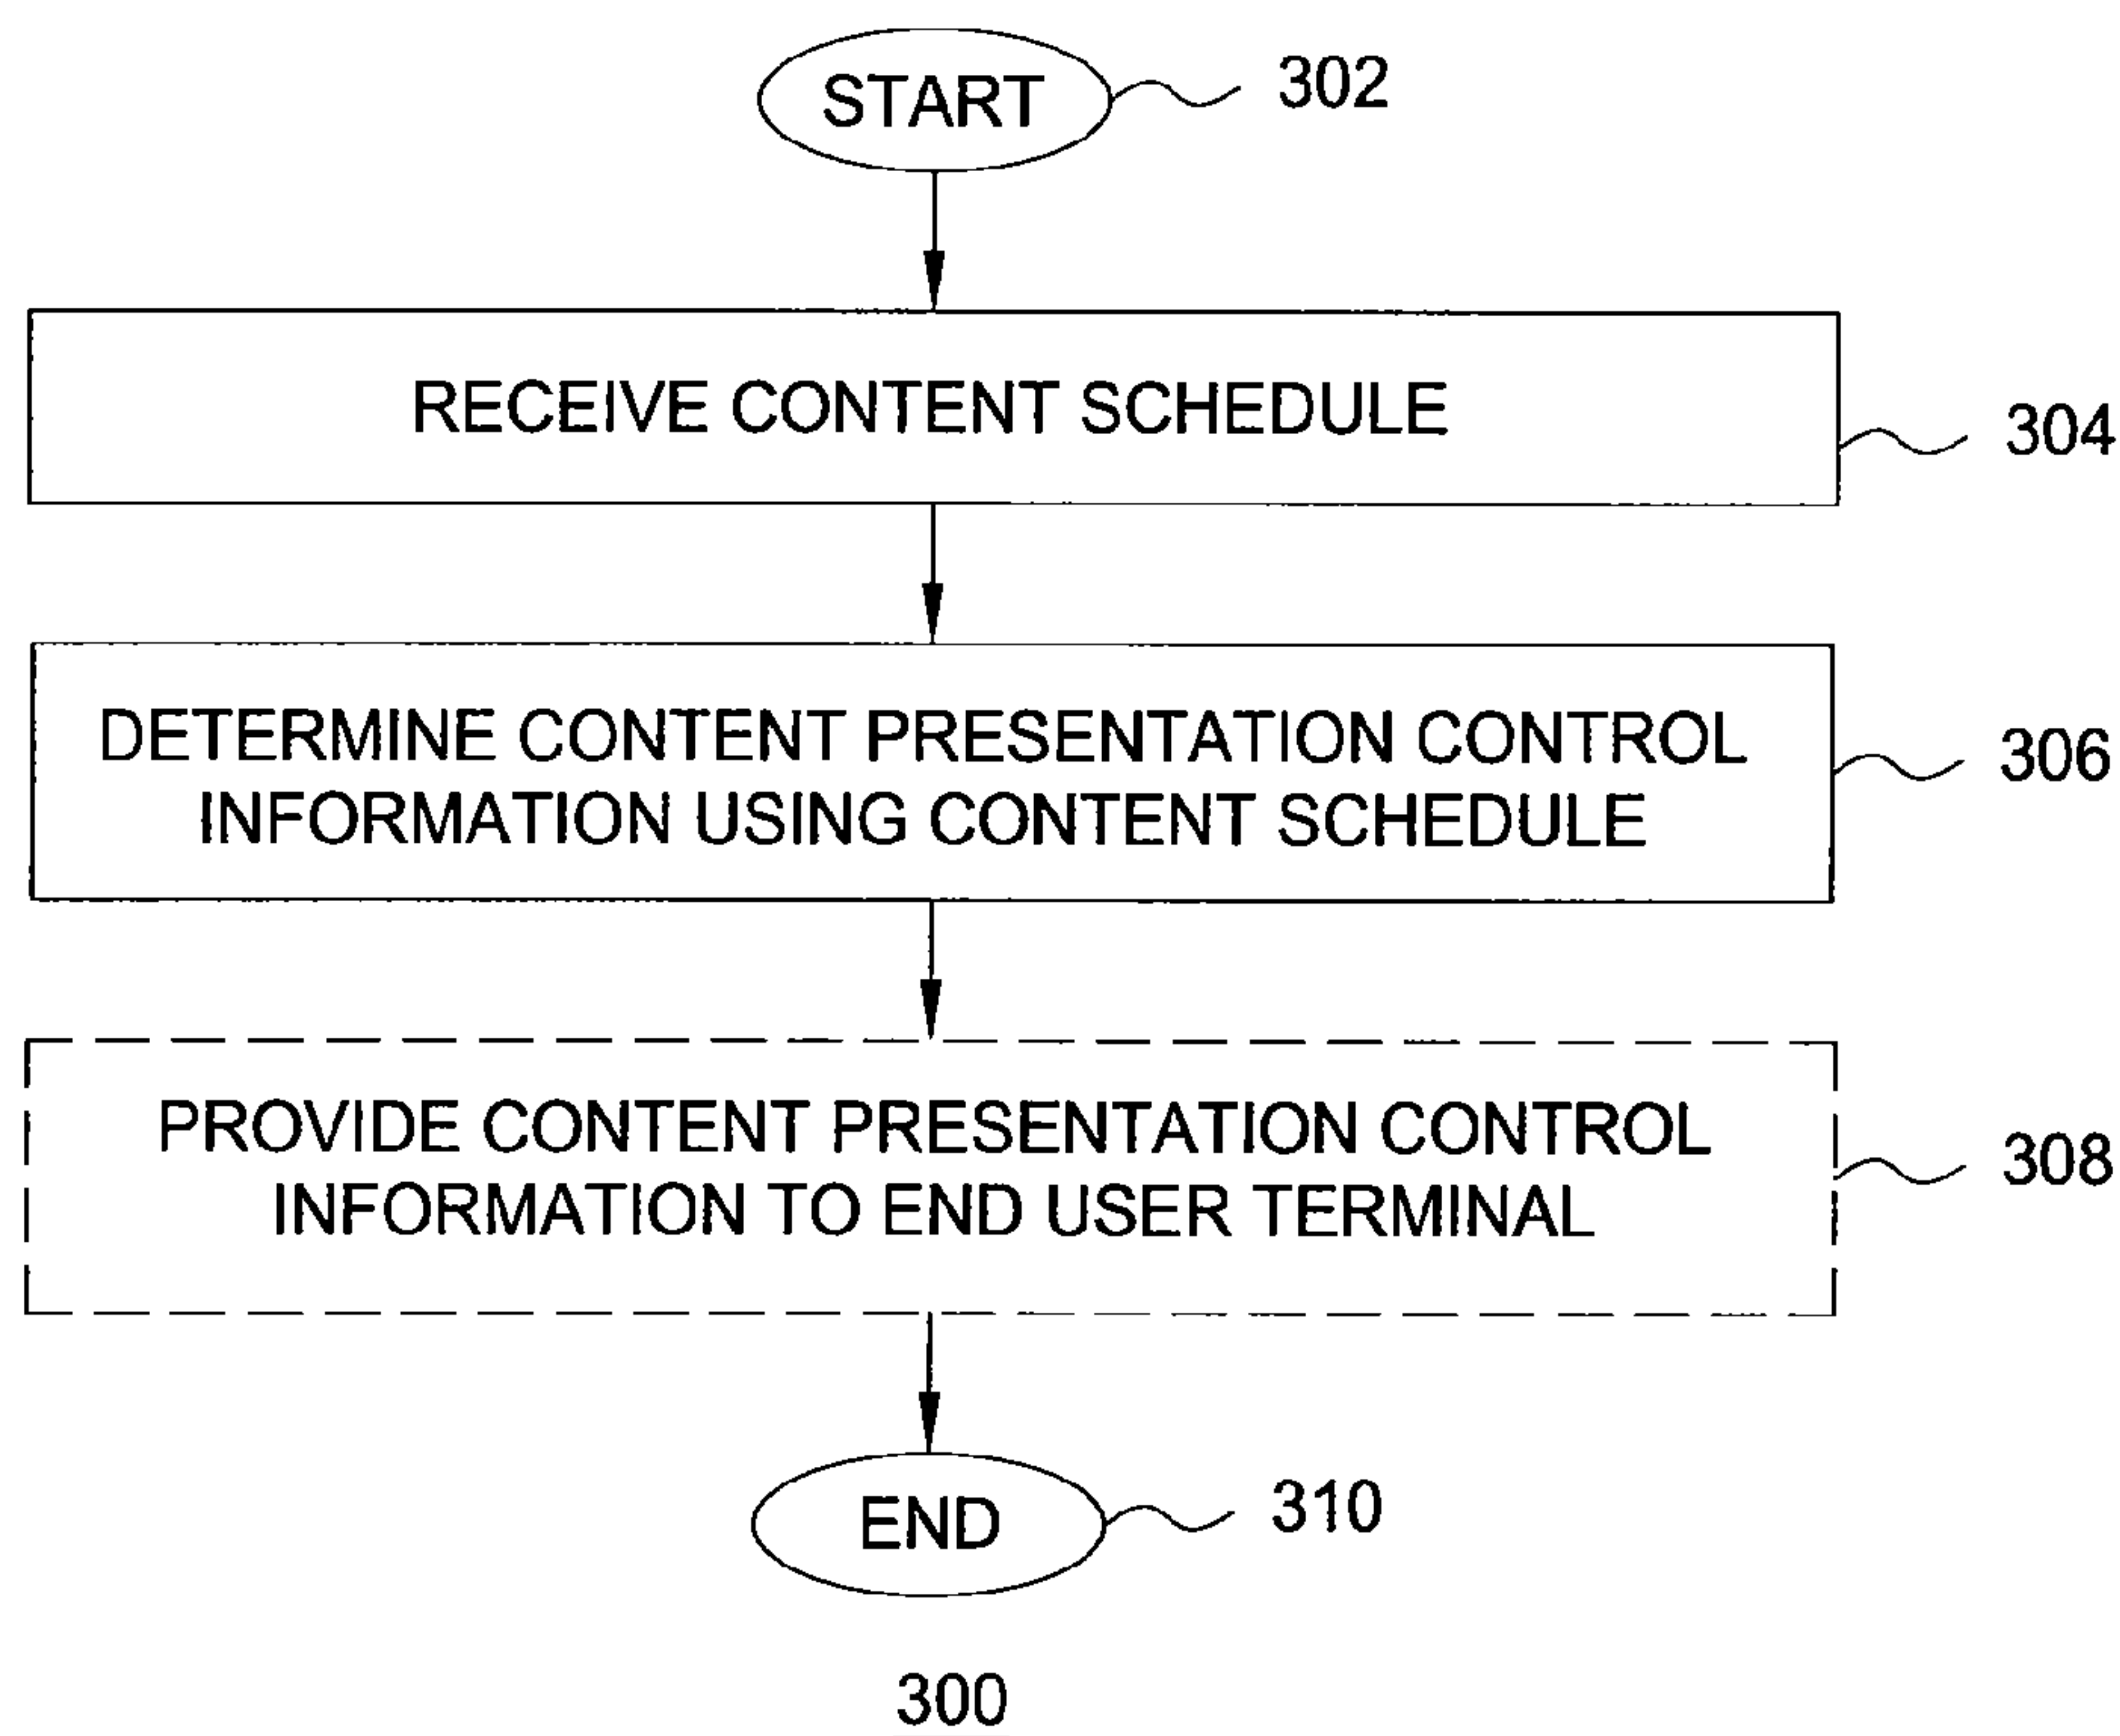 START
302
RECEIVE CONTENT SCHEDULE
304
DETERMINE CONTENT PRESENTATION CONTROL
INFORMATION USING CONTENT SCHEDULE
306
PROVIDE CONTENT PRESENTATION CONTROL
INFORMATION TO END USER TERMINAL
308
END
310
300